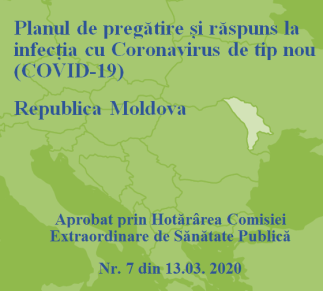 Planul de pregătire și răspuns la
infecția cu Coronavirus de tip nou
(COVID-19)
Republica Moldova
Aprobat prin Hotărârea Comisiei
Extraordinare de Sănătate Publică
Nr. 7 din 13.03. 2020